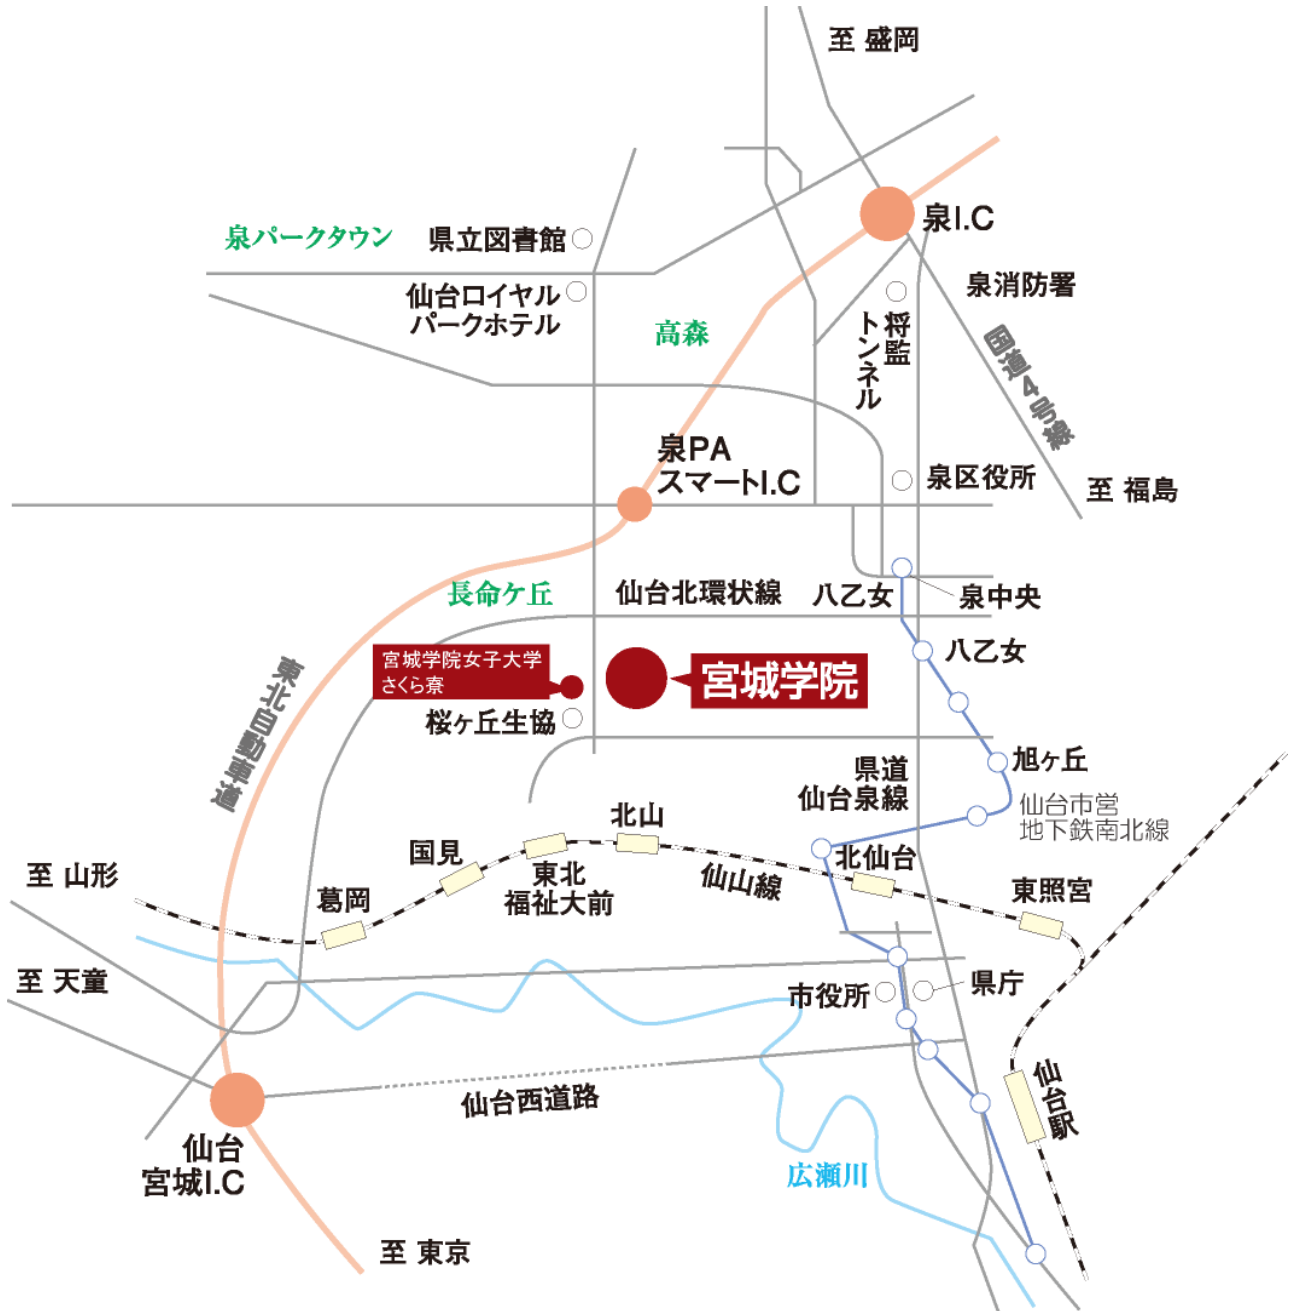 至 盛岡
泉I.C
泉パークタウン
県立図書館
仙台ロイヤル
パークホテル
泉消防署
高森
将監
トンネル
国道4号線
泉PA
スマートI.C
泉区役所
至 福島
長命ケ丘
仙台北環状線
八乙女
泉中央
宮城学院女子大学
さくら寮
宮城学院
八乙女
桜ヶ丘生協
東北自動車道
県道
仙台泉線
旭ヶ丘
仙台市営
地下鉄南北線
北山
国見
東北
福祉大前
仙山線
北仙台
至 山形
葛岡
東照宮
至 天童
市役所
県庁
仙台西道路
仙台駅
仙台
宮城I.C
広瀬川
至 東京